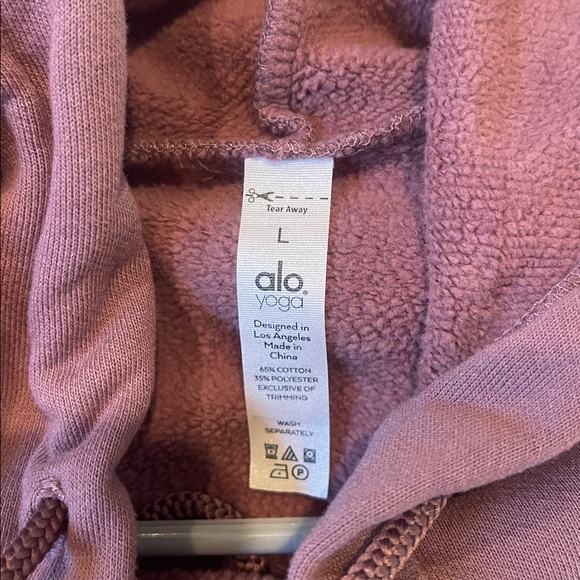 alo
Tear Away
L
alo®
yoga
Designed in
Los Angeles
Made in
China
65% COTTON
35% POLYESTER
EXCLUSIVE OF
TRIMMING
WASH
SEPARATELY
P